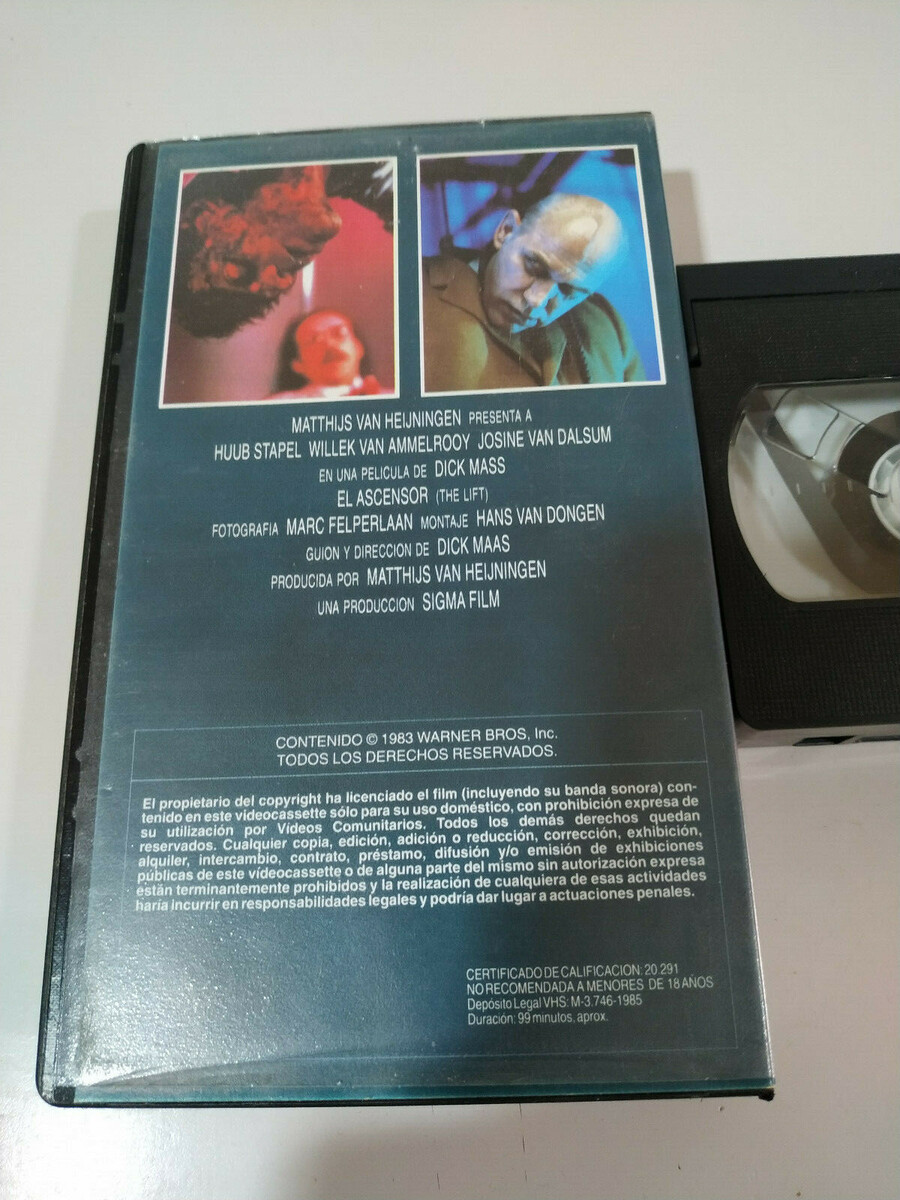 MATTHIJS VAN HEIJNINGEN PRESENTA A
HUUB STAPEL WILLEK VAN AMMELROOY JOSINE VAN DALSUM
EN UNA PELICULA DE DICK MASS
EL ASCENSOR (THE LIFT)
FOTOGRAFIA MARC FELPERLAAN MONTAJE HANS VAN DONGEN
GUION Y DIRECCION DE DICK MAAS
PRODUCIDA POR MATTHIJS VAN HEIJNINGEN
UNA PRODUCCION SIGMA FILM
CONTENIDO © 1983 WARNER BROS, Inc.
TODOS LOS DERECHOS RESERVADOS.
El propietario del copyright ha licenciado el film (incluyendo su banda sonora) con-
tenido en este vídeocassette sólo para su uso doméstico, con prohibición expresa de
su utilización por Vídeos Comunitarios. Todos los demás derechos quedan
reservados. Cualquier copia, edición, adición o reducción, corrección, exhibición,
alquiler, intercambio, contrato, préstamo, difusión y/o emisión de exhibiciones
públicas de este vídeocassette o de alguna parte del mismo sin autorización expresa
están terminantemente prohibidos y la realización de cualquiera de esas actividades
haría incurrir en responsabilidades legales y podría dar lugar a actuaciones penales.
CERTIFICADO DE CALIFICACION: 20.291
NO RECOMENDADA A MENORES DE 18 AÑOS
Depósito Legal VHS: M-3.746-1985
Duración: 99 minutos, aprox.